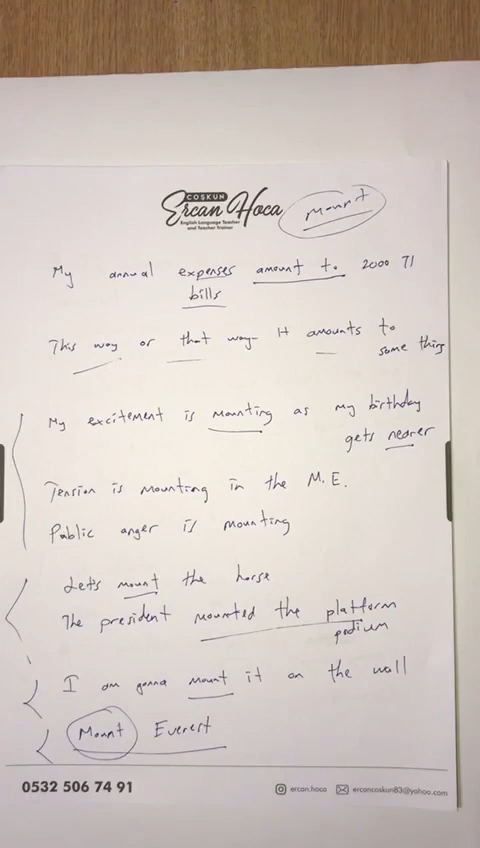 COSKUN
Ercan Hoca
English Language Teacher
and Teacher Trainer
mount
My annual expenses amount to 2000 Tl
bills
This way or that way - It amounts to
some thing
My excitement is mounting as my birthday
gets nearer
Tension is mounting in the M.E.
Public anger is mounting
Let's mount the horse
The president mounted the platform
podium
I am gonna mount it on the wall
Mount Everest
0532 506 74 91
ercan.hoca
ercancoskun83@yahoo.com